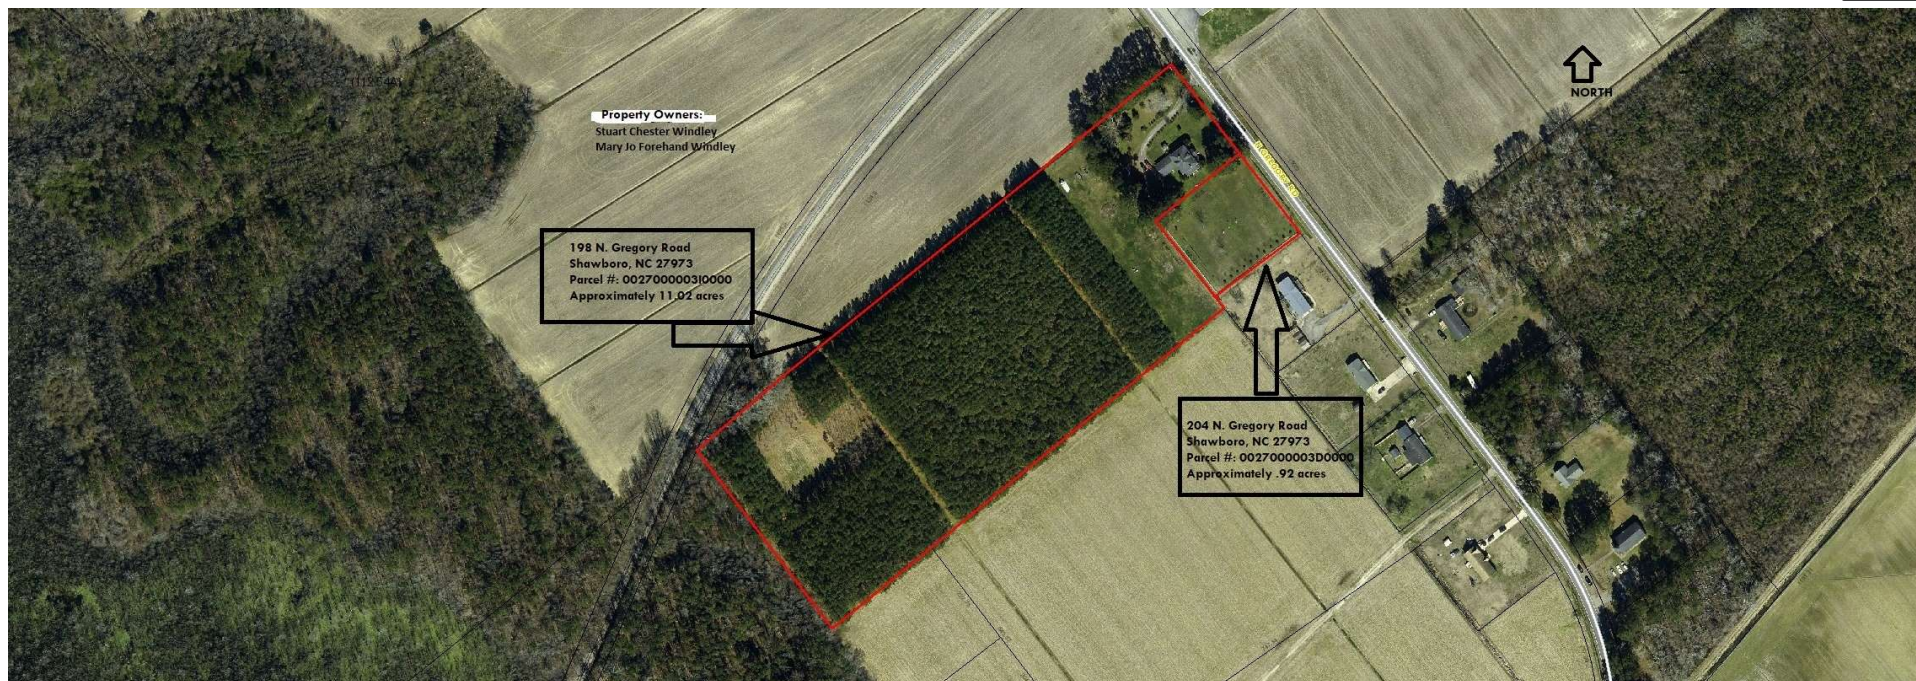 Property Owners:
Stuart Chester Windley
Mary Jo Forehand Windley
NORTH
198 N. Gregory Road
Shawboro, NC 27973
Parcel #: 0027000003I0000
Approximately 11.02 acres
204 N. Gregory Road
Shawboro, NC 27973
Parcel #: 0027000003D0000
Approximately .92 acres